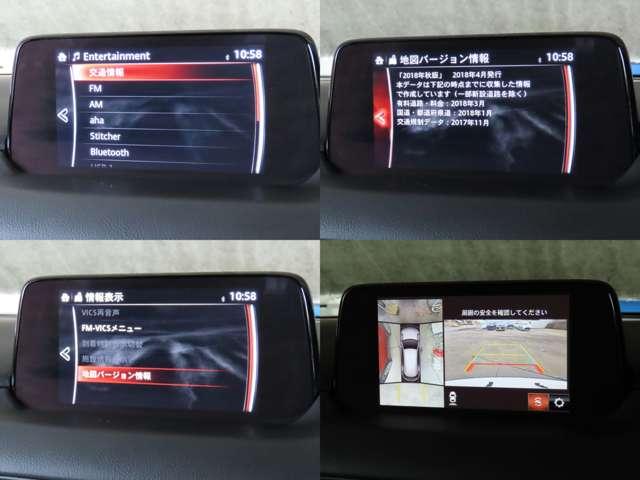 Entertainment
10:58
交通情報
FM
AM
aha
Stitcher
Bluetooth
地図バージョン情報
10:58
「2018年秋版」 2018年4月発行
本データは下記の時点までに収集した情報
で作成しています（一部新設道路を除く）
有料道路・料金：2018年3月
国道・都道府県道：2018年1月
交通規制データ：2017年11月
情報表示
10:58
VICS再音声
FM-VICSメニュー
到着時計表示切替
地図バージョン情報
周囲の安全を確認してください